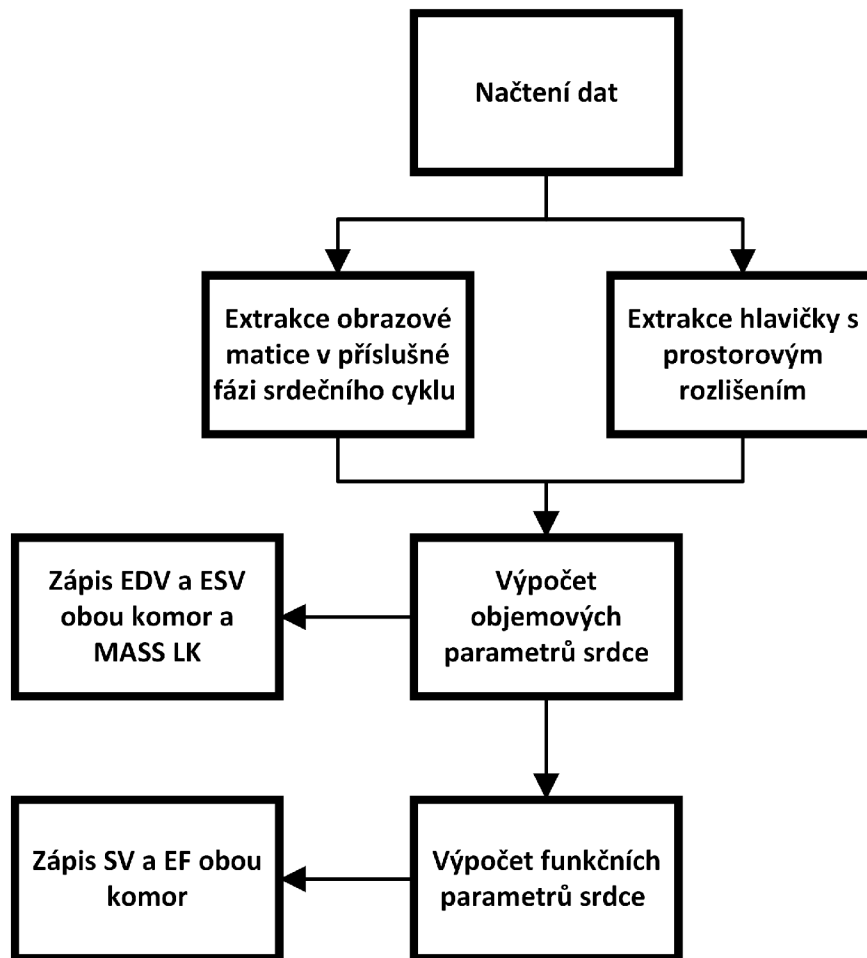 Načtení dat
Extrakce obrazové
matice v příslušné
fázi srdečního cyklu
Extrakce hlavičky s
prostorovým
rozlišením
Zápis EDV a ESV
obou komor a
MASS LK
Výpočet
objemových
parametrů srdce
Zápis SV a EF obou
komor
Výpočet funkčních
parametrů srdce